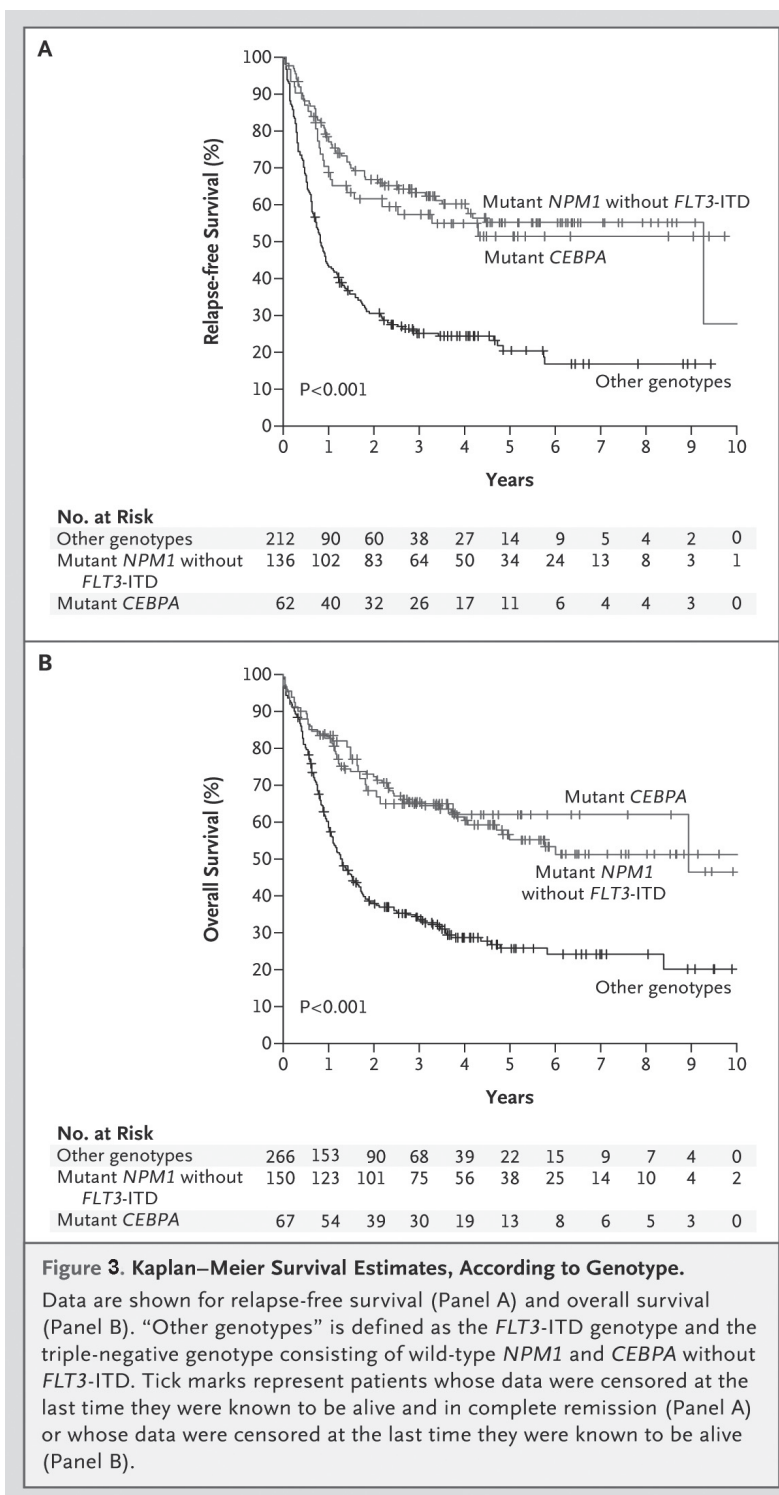 A
100
90
80
70
60
50
40
30
20
10
0
Relapse-free Survival (%)
Mutant NPM1 without FLT3-ITD
Mutant CEBPA
Other genotypes
P<0.001
0 1 2 3 4 5 6 7 8 9 10
Years
No. at Risk
Other genotypes 212 90 60 38 27 14 9 5 4 2 0
Mutant NPM1 without 136 102 83 64 50 34 24 13 8 3 1
FLT3-ITD
Mutant CEBPA 62 40 32 26 17 11 6 4 4 3 0
B
100
90
80
70
60
50
40
30
20
10
0
Overall Survival (%)
Mutant CEBPA
Mutant NPM1
without FLT3-ITD
Other genotypes
P<0.001
0 1 2 3 4 5 6 7 8 9 10
Years
No. at Risk
Other genotypes 266 153 90 68 39 22 15 9 7 4 0
Mutant NPM1 without 150 123 101 75 56 38 25 14 10 4 2
FLT3-ITD
Mutant CEBPA 67 54 39 30 19 13 8 6 5 3 0
Figure 3. Kaplan–Meier Survival Estimates, According to Genotype.
Data are shown for relapse-free survival (Panel A) and overall survival
(Panel B). “Other genotypes” is defined as the FLT3-ITD genotype and the
triple-negative genotype consisting of wild-type NPM1 and CEBPA without
FLT3-ITD. Tick marks represent patients whose data were censored at the
last time they were known to be alive and in complete remission (Panel A)
or whose data were censored at the last time they were known to be alive
(Panel B).